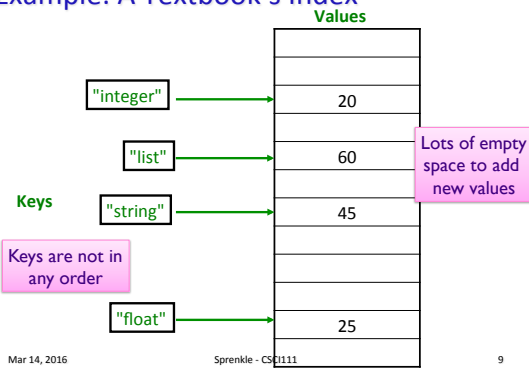 Example: A Textbook's Index
Values
"integer"
20
"list"
60
Lots of empty
space to add
new values
Keys
"string"
45
Keys are not in
any order
"float"
25
Mar 14, 2016
Sprenkle - CSCI111
9